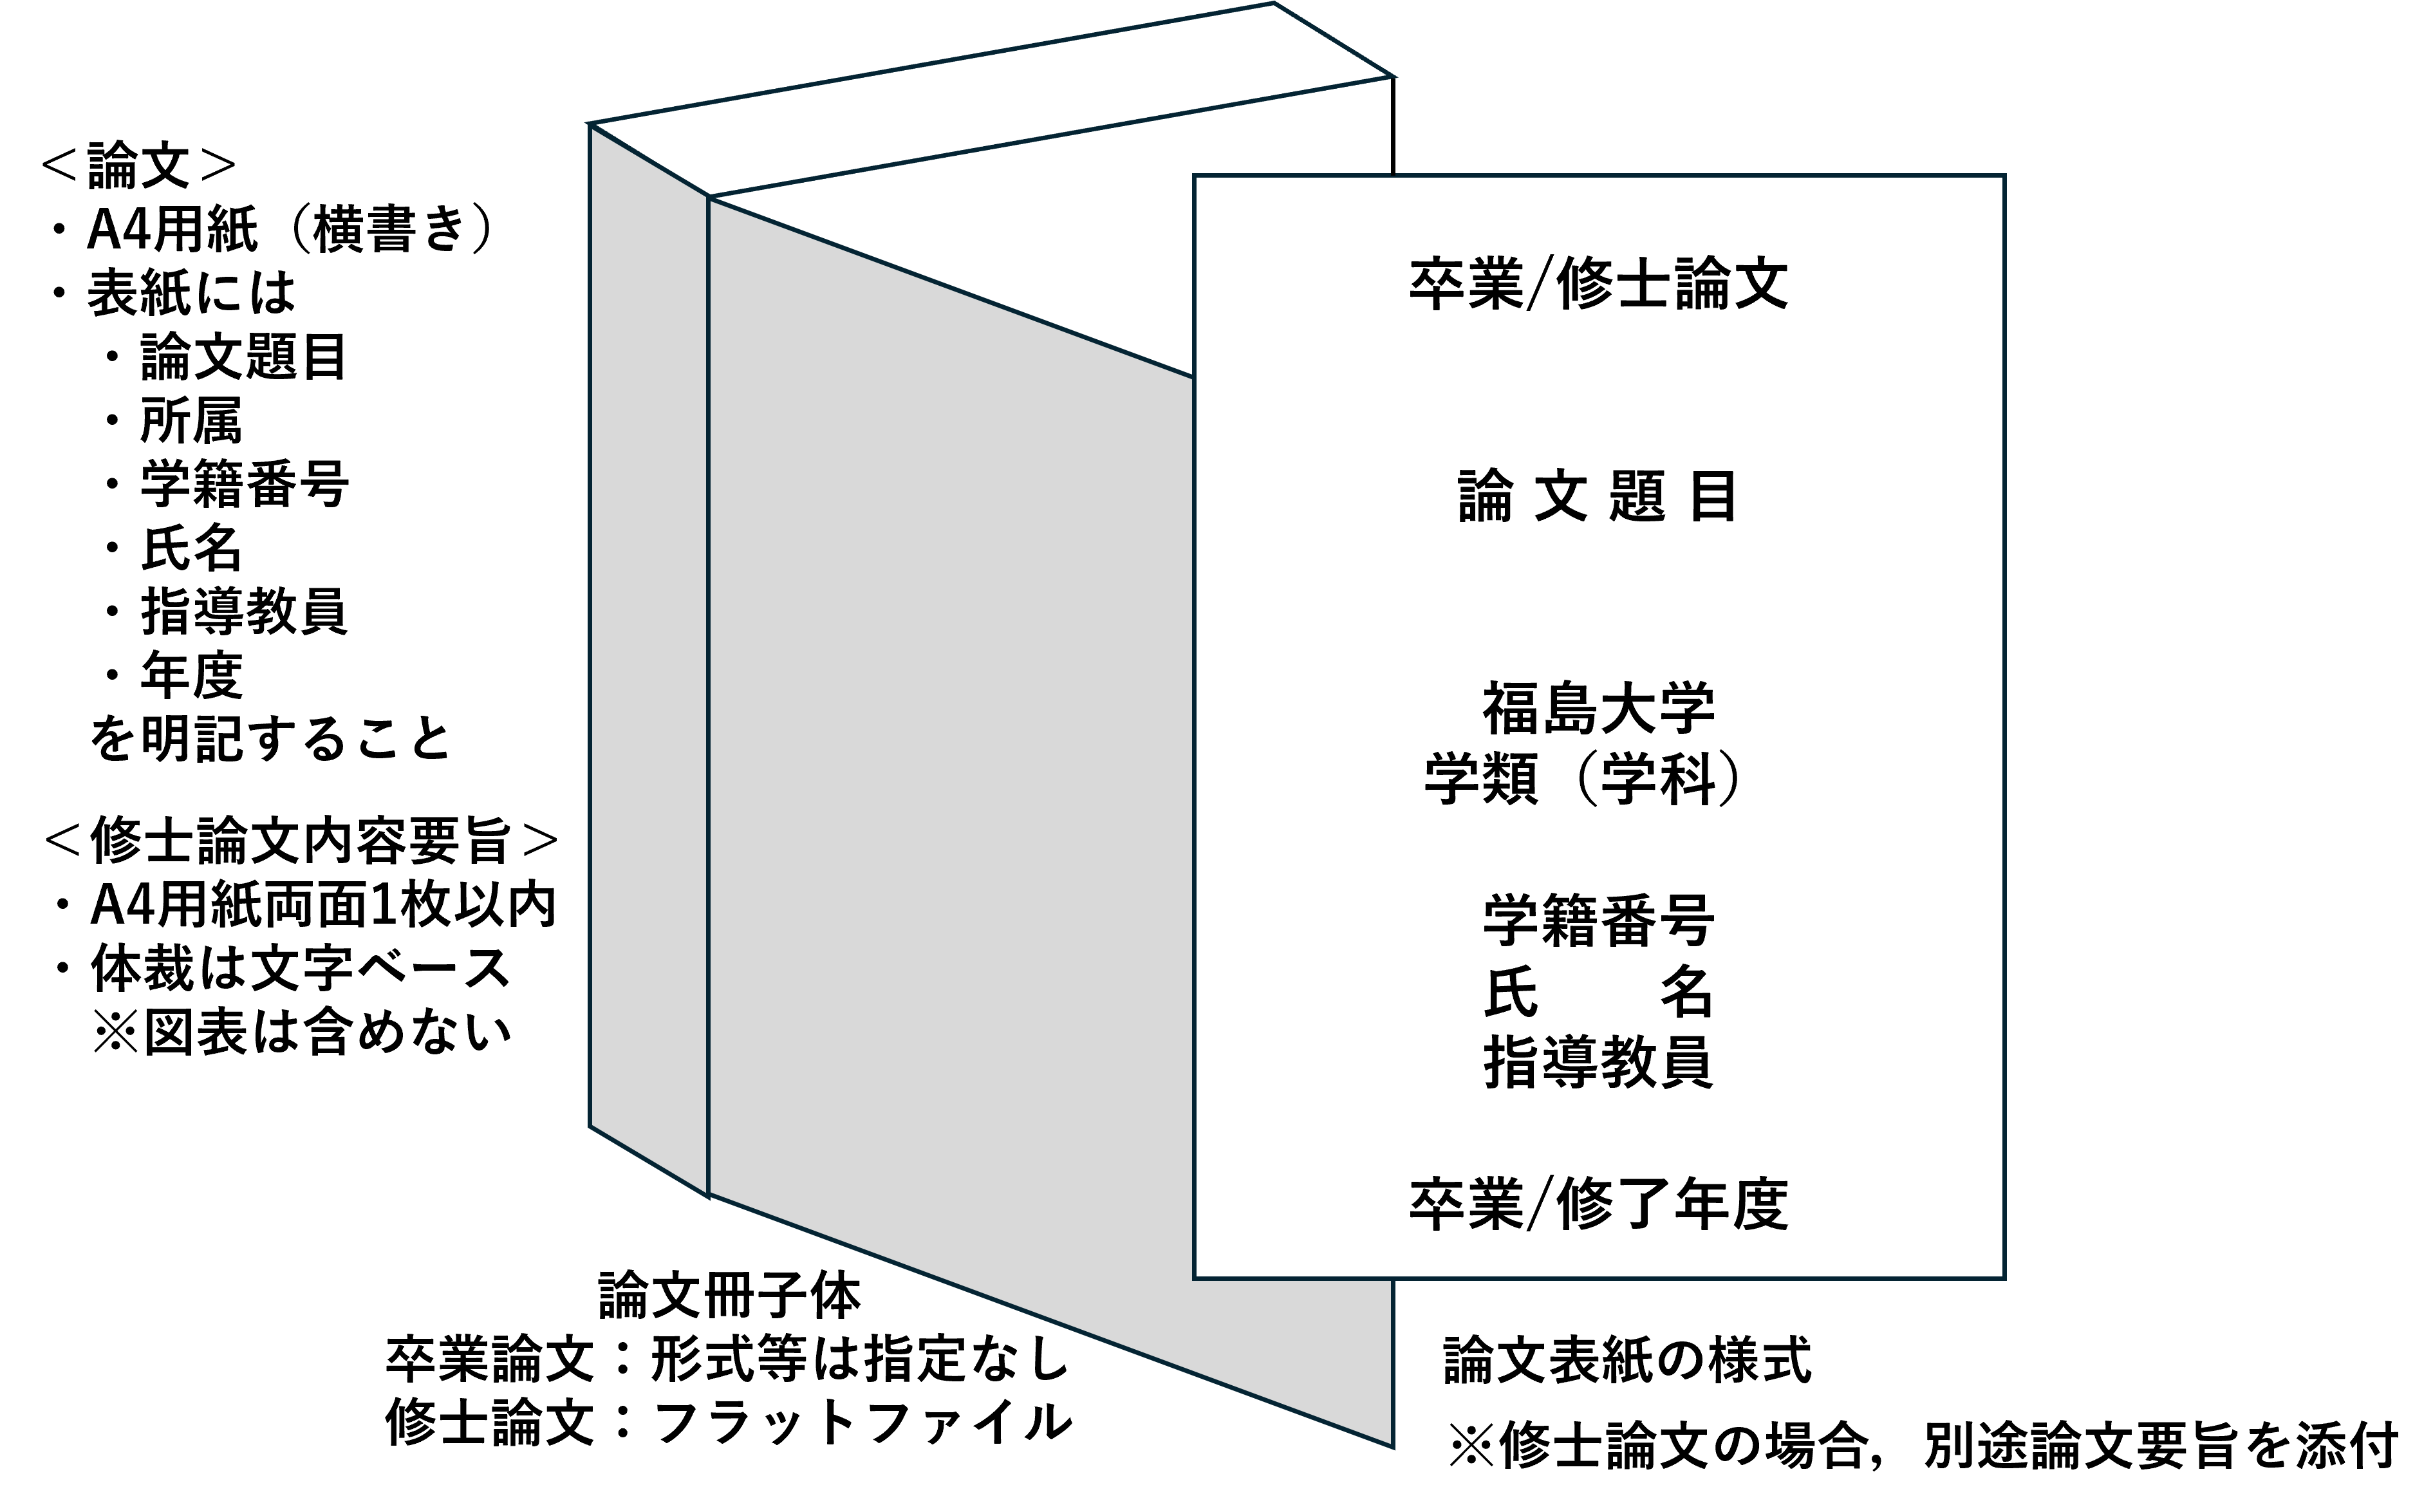 ＜論文＞
・A4用紙（横書き）
・表紙には
・論文題目
・所属
・学籍番号
・氏名
・指導教員
・年度
を明記すること
＜修士論文内容要旨＞
・A4用紙両面1枚以内
・体裁は文字ベース
※図表は含めない
卒業/修士論文
論 文 題 目
福島大学
学類（学科）
学籍番号
氏　　名
指導教員
卒業/修了年度
論文冊子体
卒業論文：形式等は指定なし
修士論文：フラットファイル
論文表紙の様式
※修士論文の場合，別途論文要旨を添付